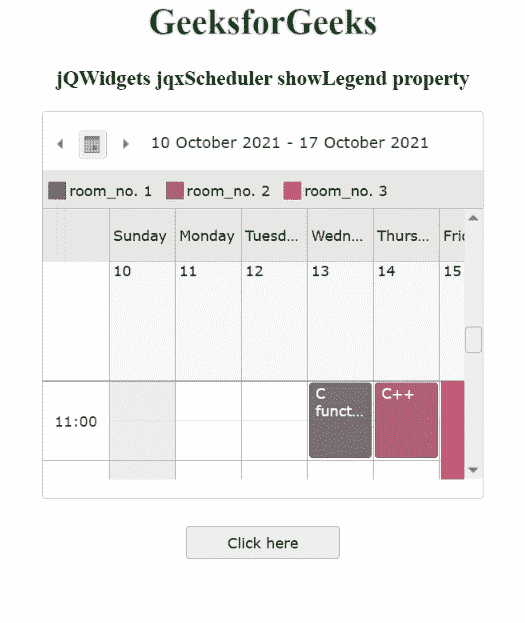 GeeksforGeeks
jQWidgets jqxScheduler showLegend property
10 October 2021 - 17 October 2021
room_no. 1 room_no. 2 room_no. 3
Sunday Monday Tuesd... Wedn... Thurs... Fric
10 11 12 13 14 15
11:00
C funct...
C++
Click here